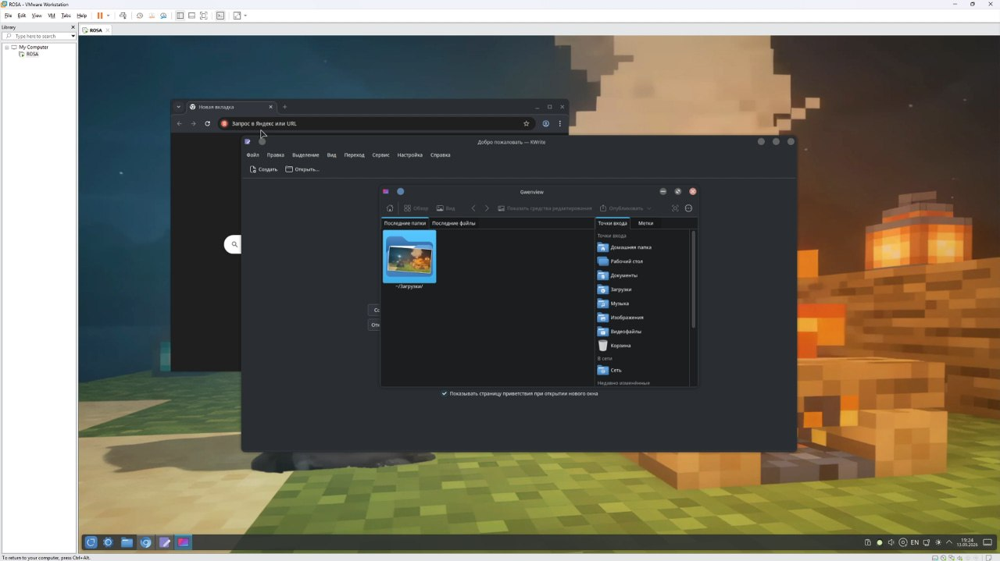 ROSA - VMware Workstation
File Edit View VM Tabs Help
Library
Type here to search
My Computer
ROSA
ROSA
Новая вкладка
Запрос в Яндекс или URL
Добро пожаловать — KWrite
Файл Правка Выделение Вид Переход Сервис Настройка Справка
Создать Открыть...
Gwenview
Обзор Вид Показать средства редактирования Опубликовать
Последние папки Последние файлы Точки входа Метки
Точки входа
Домашняя папка
Рабочий стол
Документы
Загрузки
~/Загрузки/
Музыка
Изображения
Видеофайлы
Корзина
В сети
Сеть
Недавно изменённые
Показывать страницу приветствия при открытии нового окна
EN
19:24
13.09.2026
To return to your computer, press Ctrl+Alt.